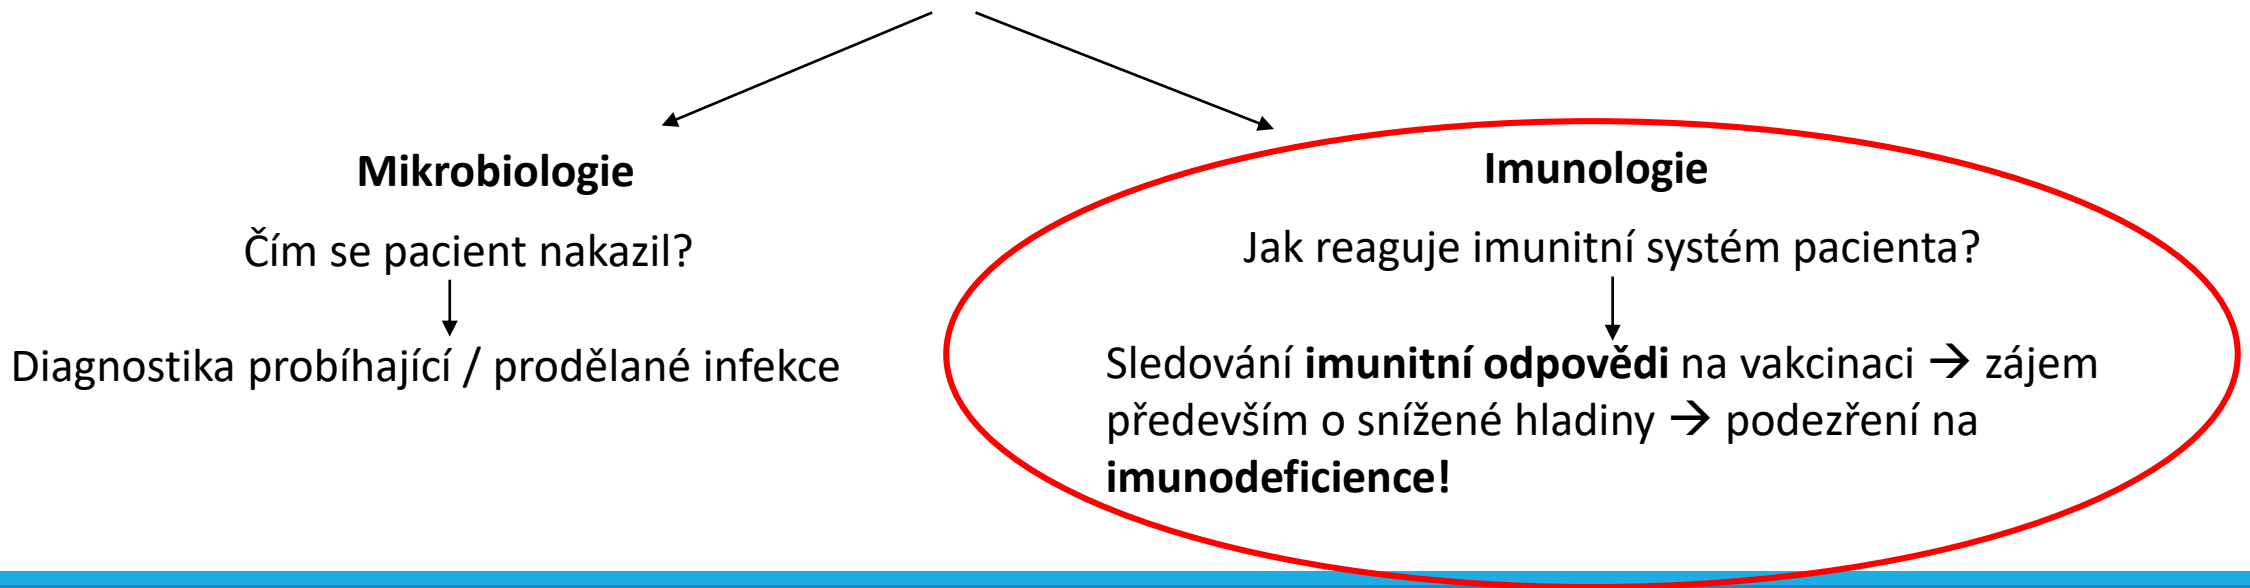 Mikrobiologie
Čím se pacient nakazil?
Diagnostika probíhající / prodělané infekce
Imunologie
Jak reaguje imunitní systém pacienta?
Sledování imunitní odpovědi na vakcinaci → zájem
především o snížené hladiny → podezření na
imunodeficience!